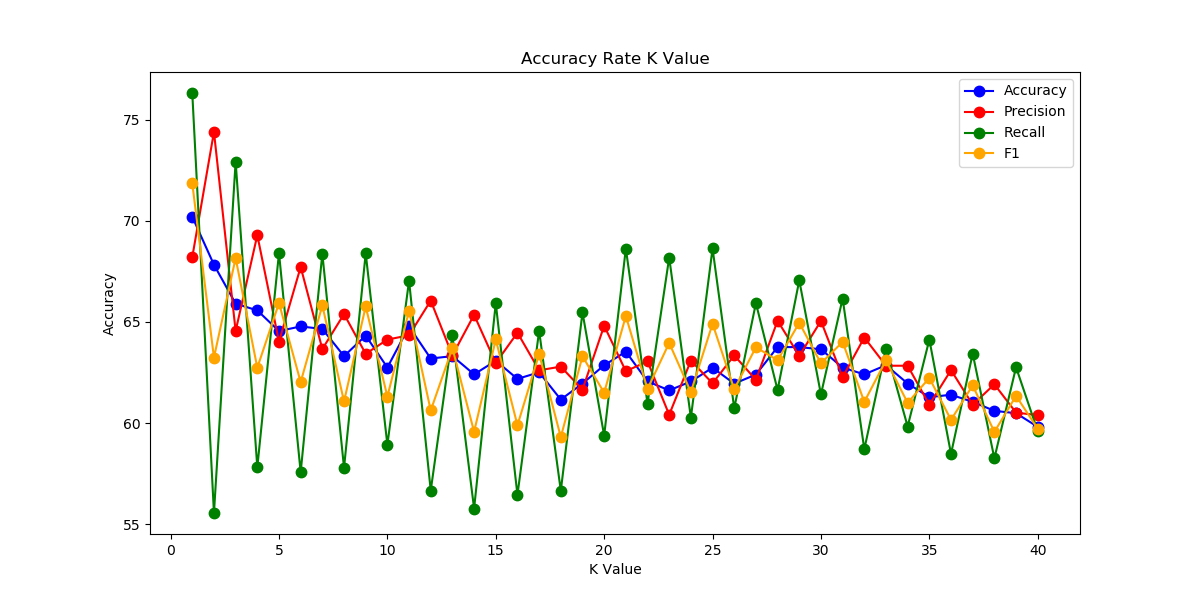 Accuracy Rate K Value
Accuracy
Precision
Recall
F1
Accuracy
75
70
65
60
55
0 5 10 15 20 25 30 35 40
K Value